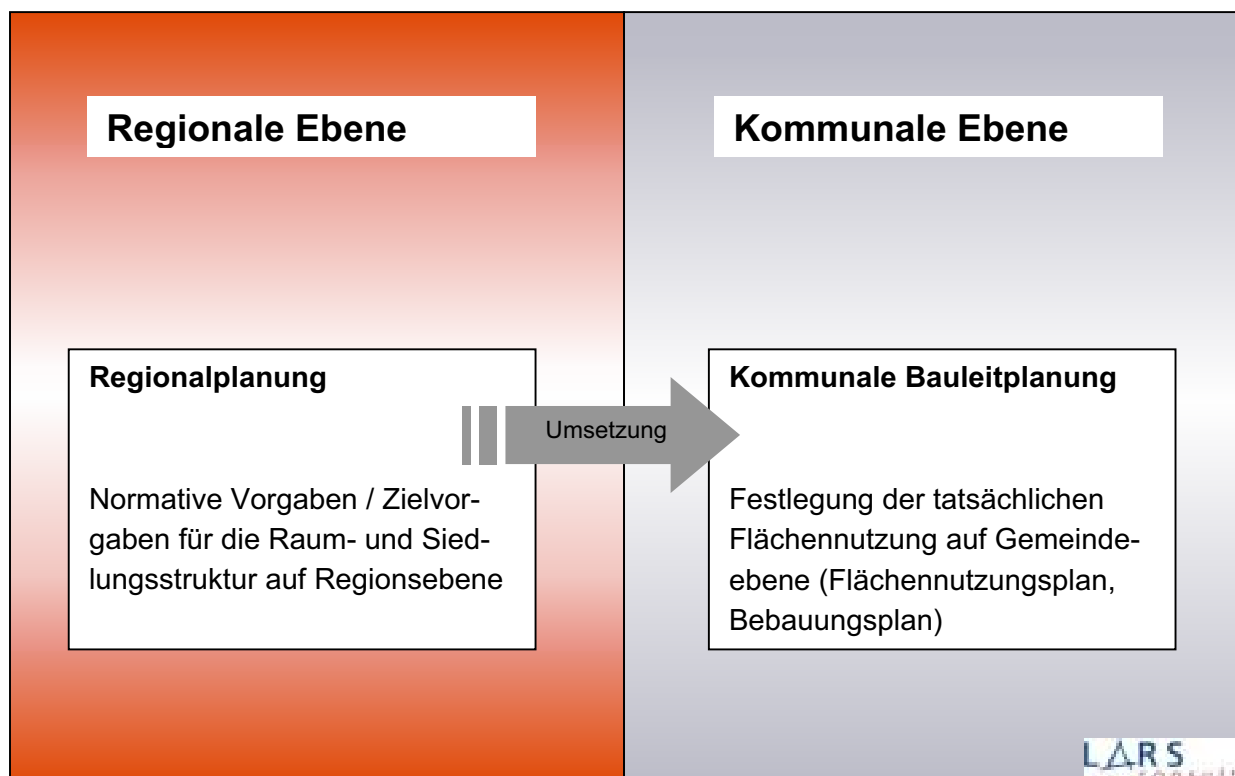 Regionale Ebene
Kommunale Ebene
Regionalplanung
Normative Vorgaben / Zielvor-
gaben für die Raum- und Sied-
lungsstruktur auf Regionsebene
Umsetzung
Kommunale Bauleitplanung
Festlegung der tatsächlichen
Flächennutzung auf Gemeinde-
ebene (Flächennutzungsplan,
Bebauungsplan)
LARS